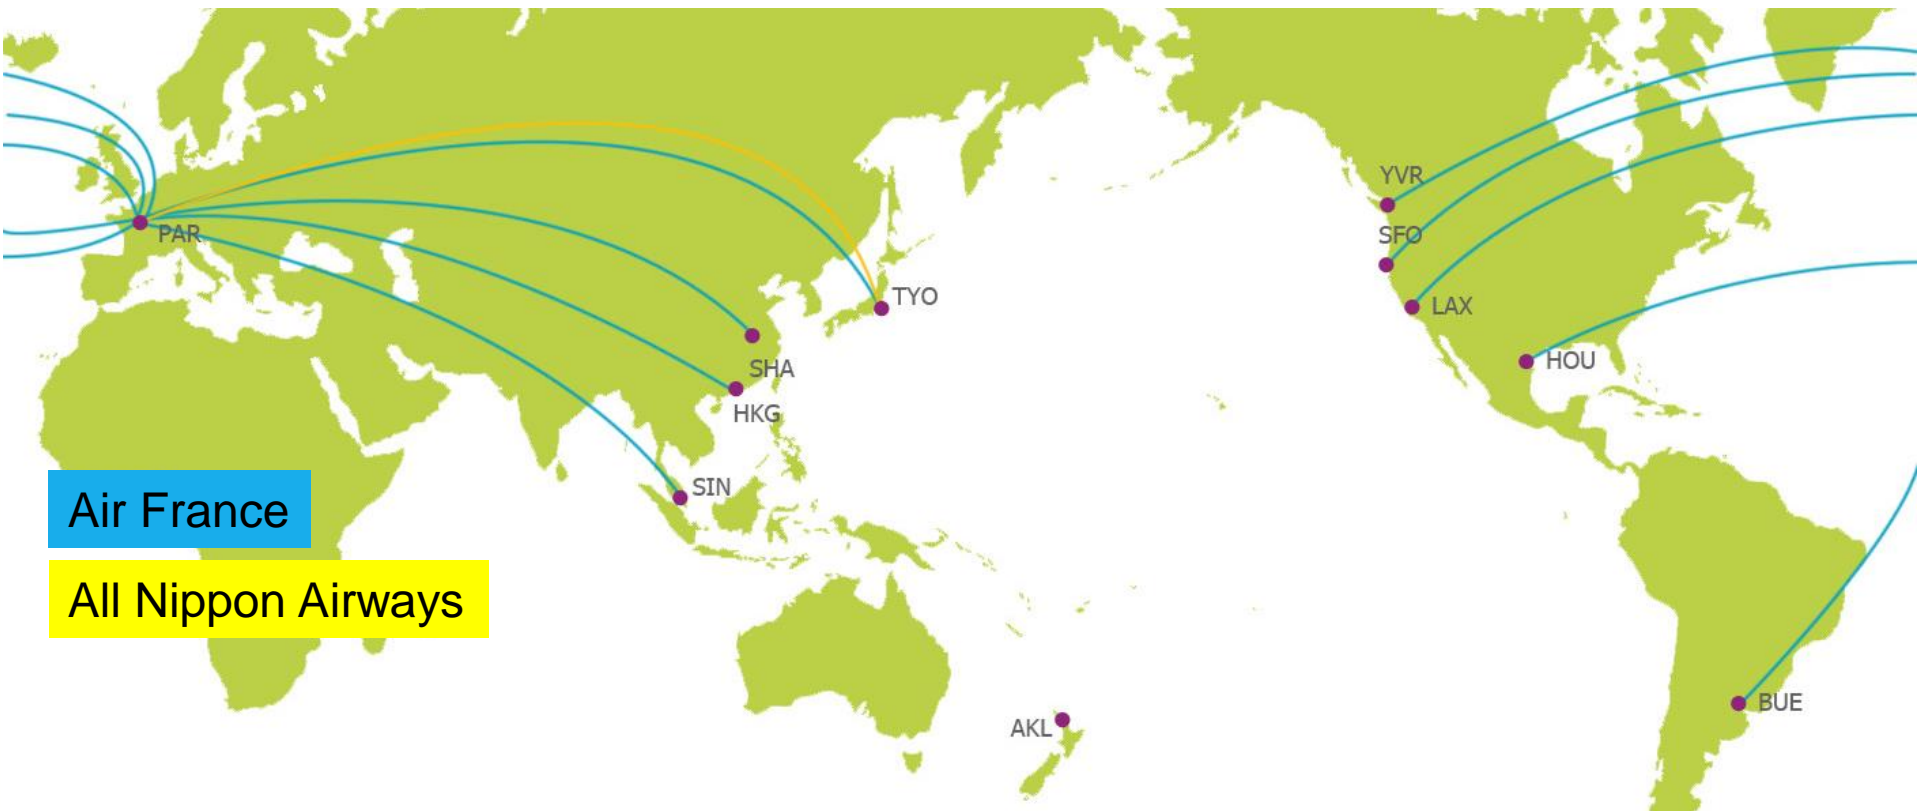 YVR
SFO
PAR
TYO
LAX
SHA
HOU
HKG
SIN
Air France
All Nippon Airways
AKL
BUE